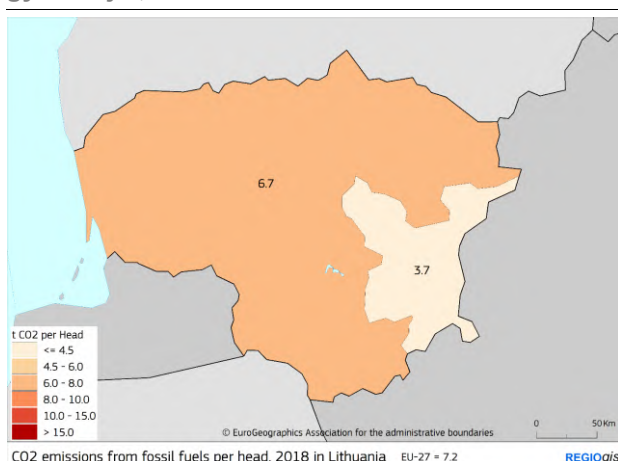 6.7
3.7
t CO2 per Head
<= 4.5
4.5 - 6.0
6.0 - 8.0
8.0 - 10.0
10.0 - 15.0
> 15.0
© EuroGeographics Association for the administrative boundaries
0 50 Km
CO2 emissions from fossil fuels per head, 2018 in Lithuania EU-27 = 7.2 REGIOgis